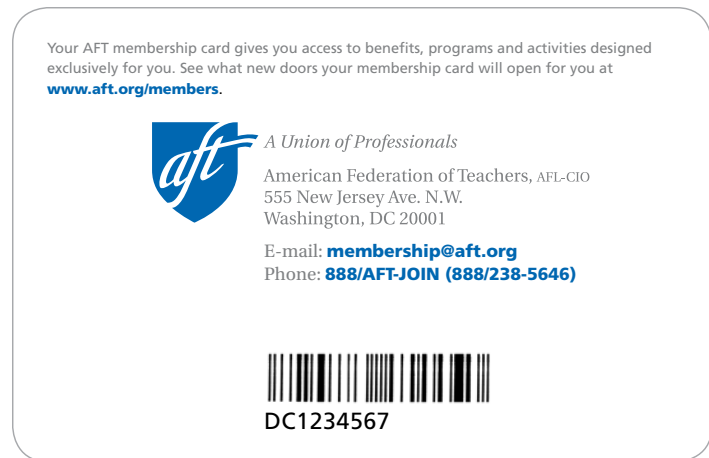 Your AFT membership card gives you access to benefits, programs and activities designed
exclusively for you. See what new doors your membership card will open for you at
www.aft.org/members.
aft
A Union of Professionals
American Federation of Teachers, AFL-CIO
555 New Jersey Ave. N.W.
Washington, DC 20001
E-mail: membership@aft.org
Phone: 888/AFT-JOIN (888/238-5646)
DC1234567